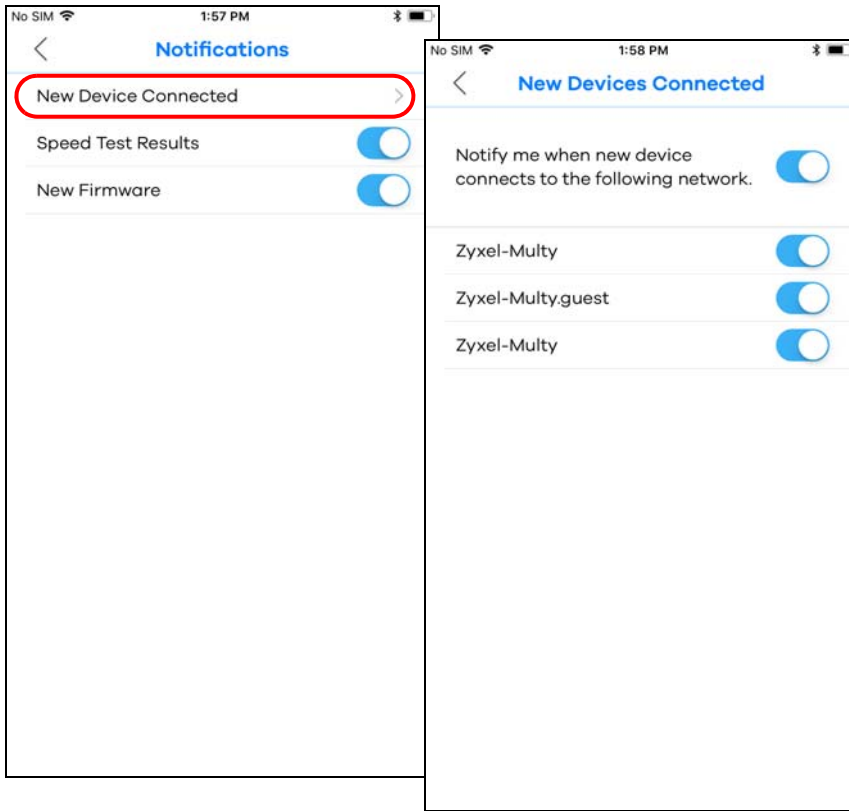 No SIM 1:57 PM
Notifications
New Device Connected
Speed Test Results
New Firmware
No SIM 1:58 PM
New Devices Connected
Notify me when new device
connects to the following network.
Zyxel-Multy
Zyxel-Multy.guest
Zyxel-Multy